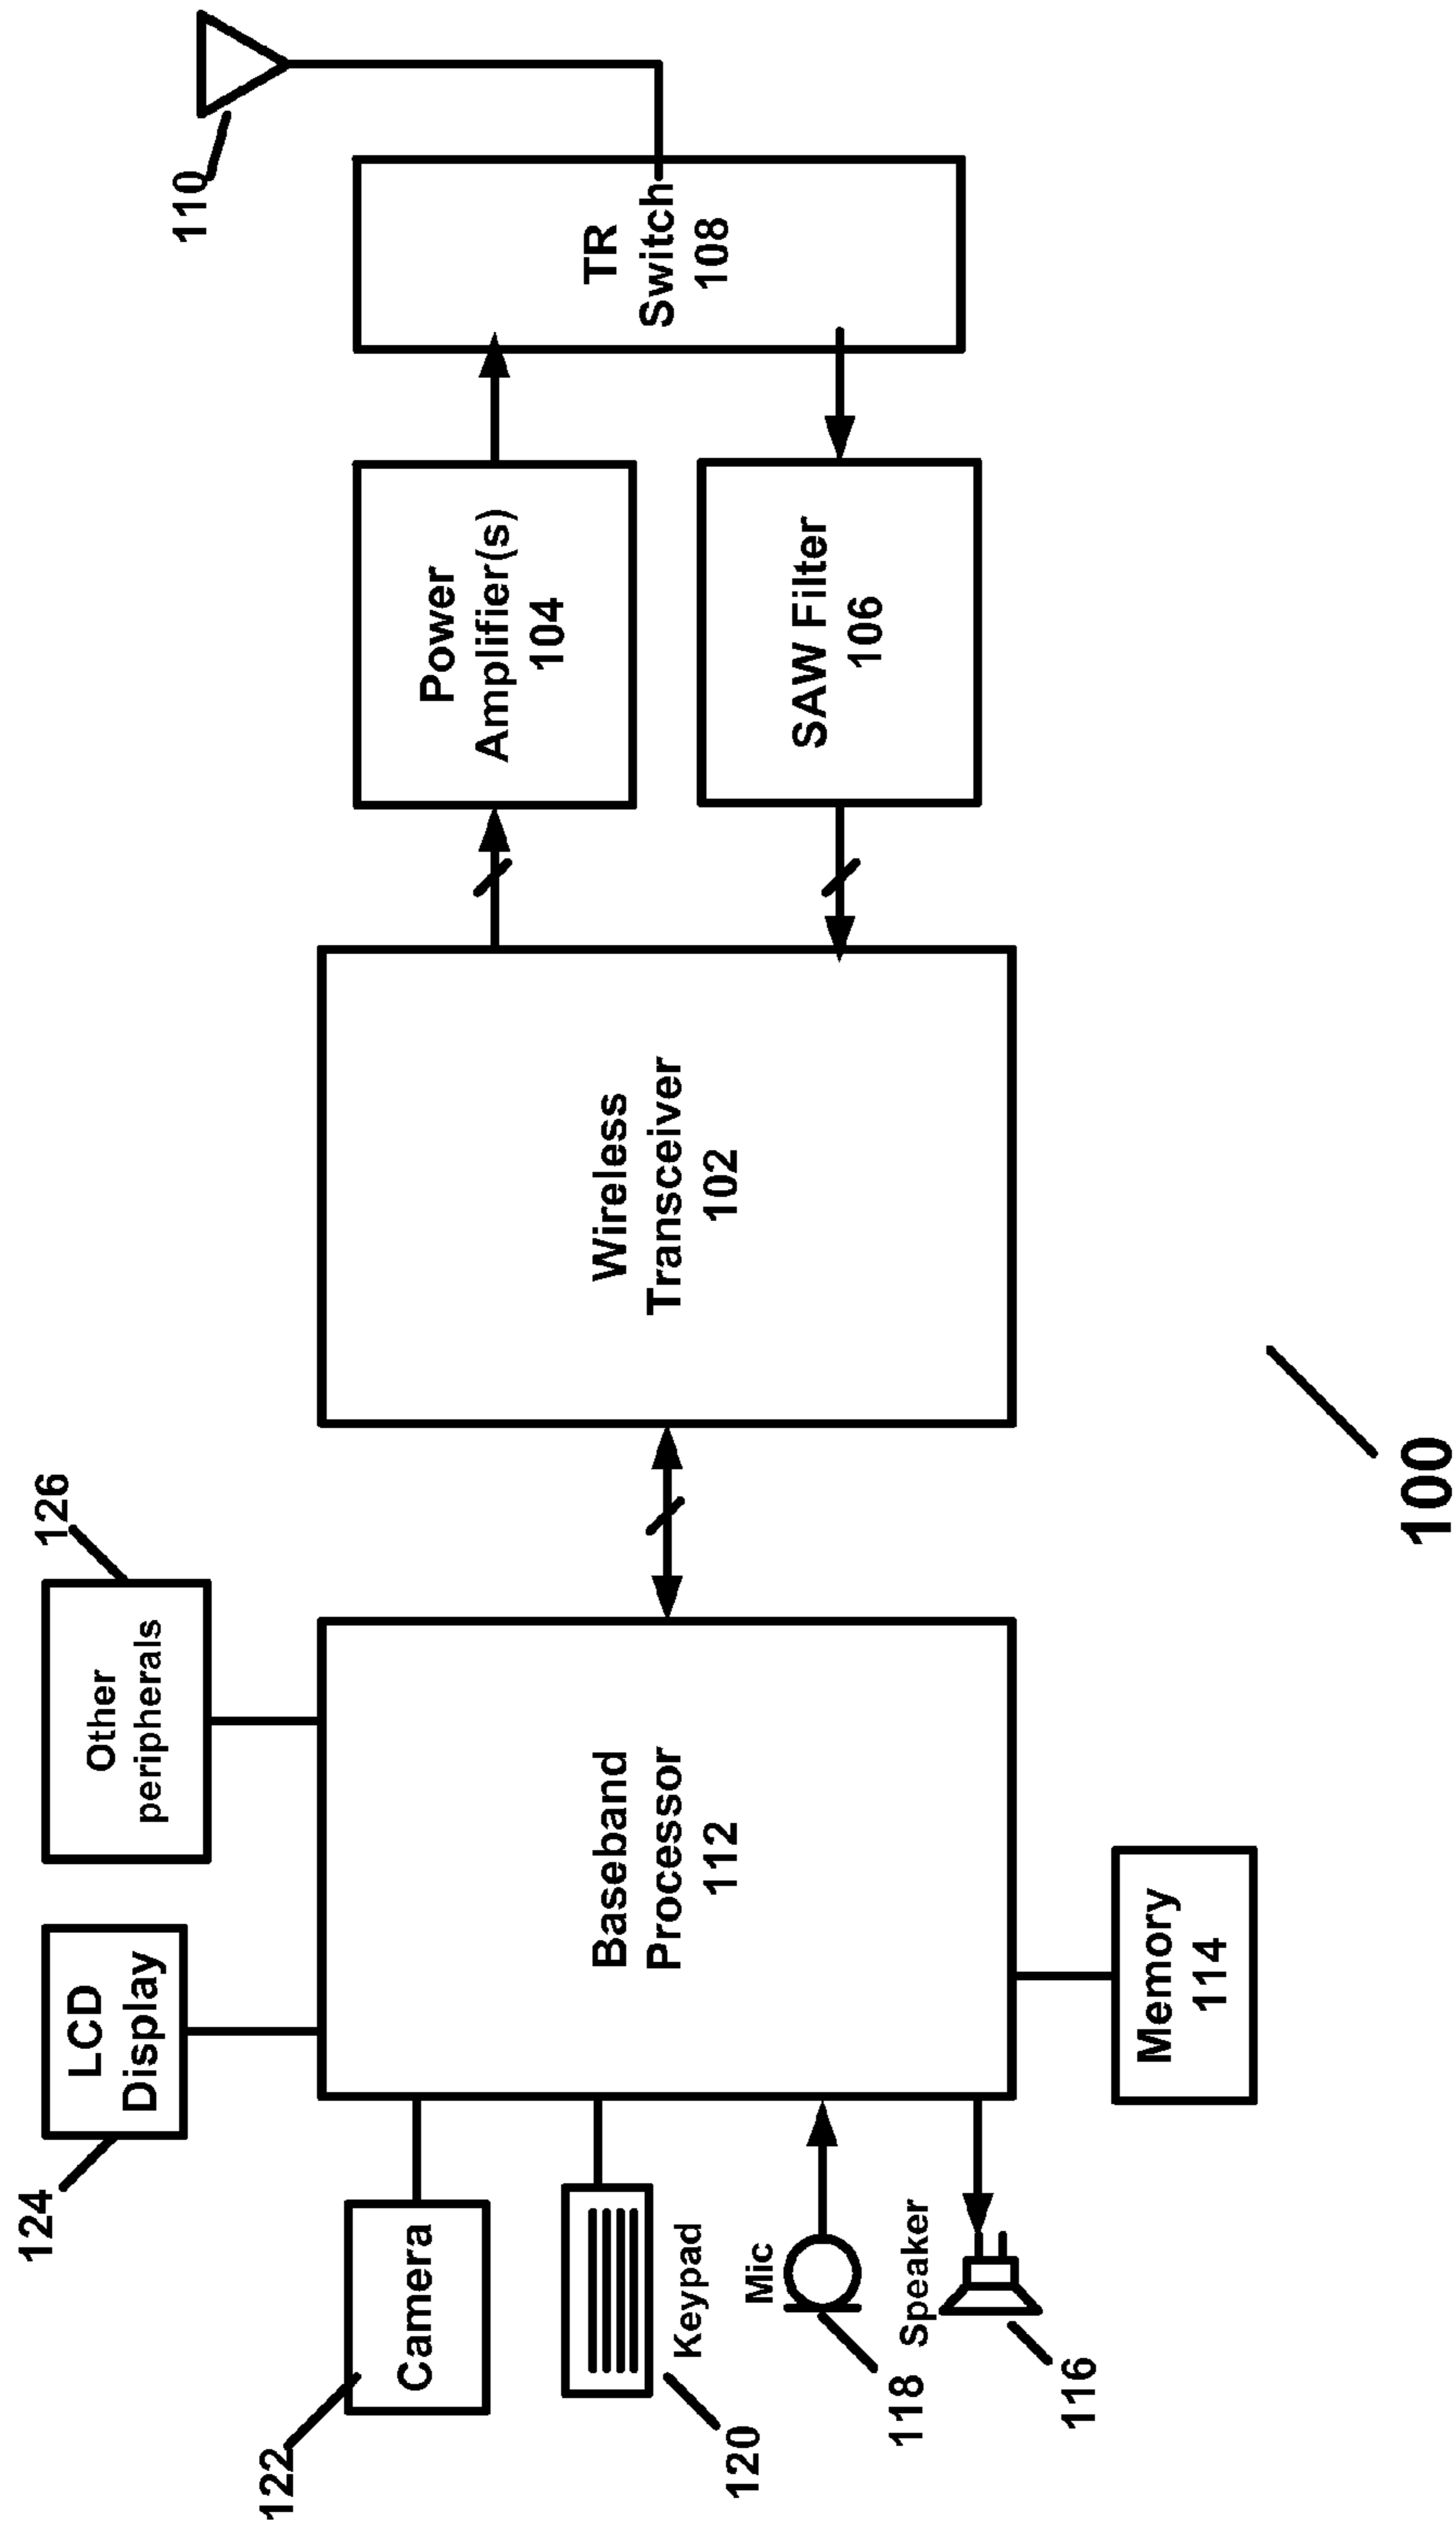 124
LCD
Display
126
Other
peripherals
110
122
Camera
Keypad
120
Mic
118
Speaker
116
Baseband
Processor
112
Memory
114
Wireless
Transceiver
102
Power
Amplifier(s)
104
SAW Filter
106
TR
Switch
108
100